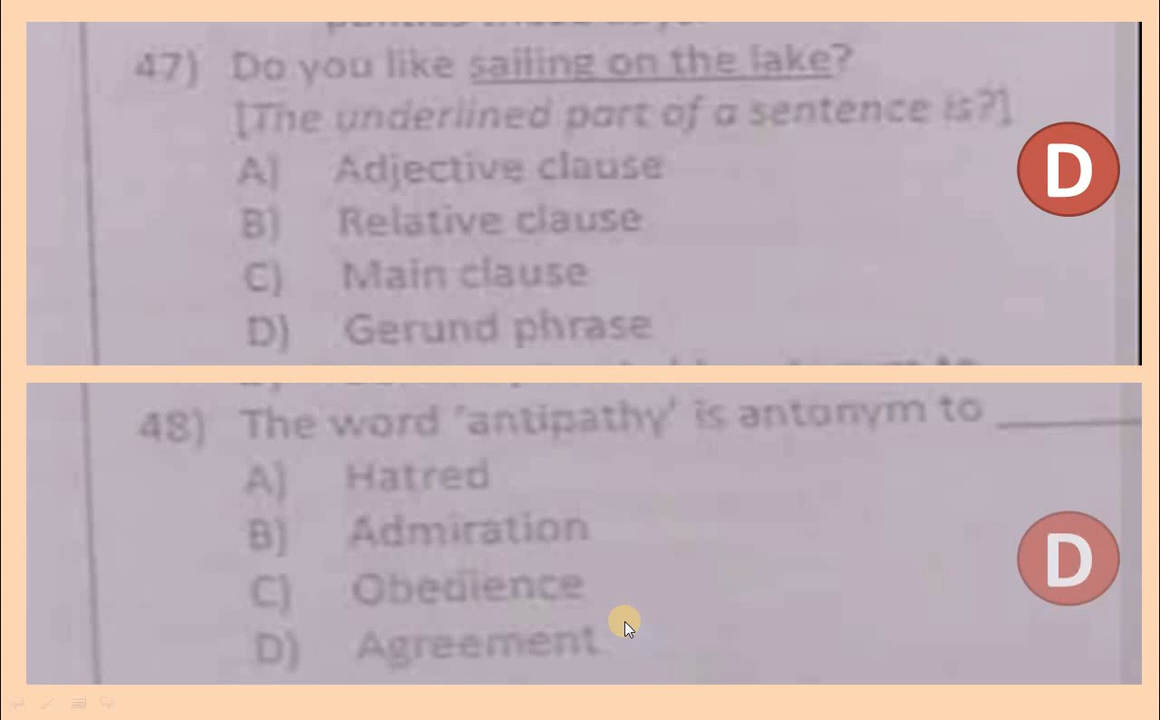 47) Do you like sailing on the lake?
[The underlined part of a sentence is?]
A) Adjective clause
B) Relative clause
C) Main clause
D) Gerund phrase
D
48) The word 'antipathy' is antonym to ______
A) Hatred
B) Admiration
C) Obedience
D) Agreement
D